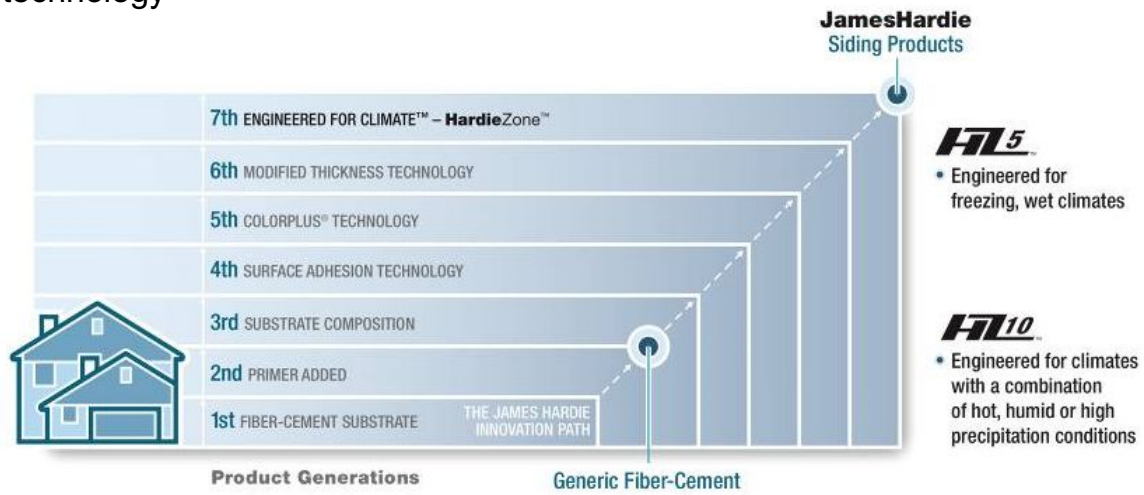 technology
JamesHardie
Siding Products
7th ENGINEERED FOR CLIMATE™ – HardieZone™
6th MODIFIED THICKNESS TECHNOLOGY
5th COLORPLUS® TECHNOLOGY
4th SURFACE ADHESION TECHNOLOGY
3rd SUBSTRATE COMPOSITION
2nd PRIMER ADDED
1st FIBER-CEMENT SUBSTRATE
THE JAMES HARDIE
INNOVATION PATH
Product Generations
Generic Fiber-Cement
HZ5™
• Engineered for
freezing, wet climates
HZ10™
• Engineered for climates
with a combination
of hot, humid or high
precipitation conditions